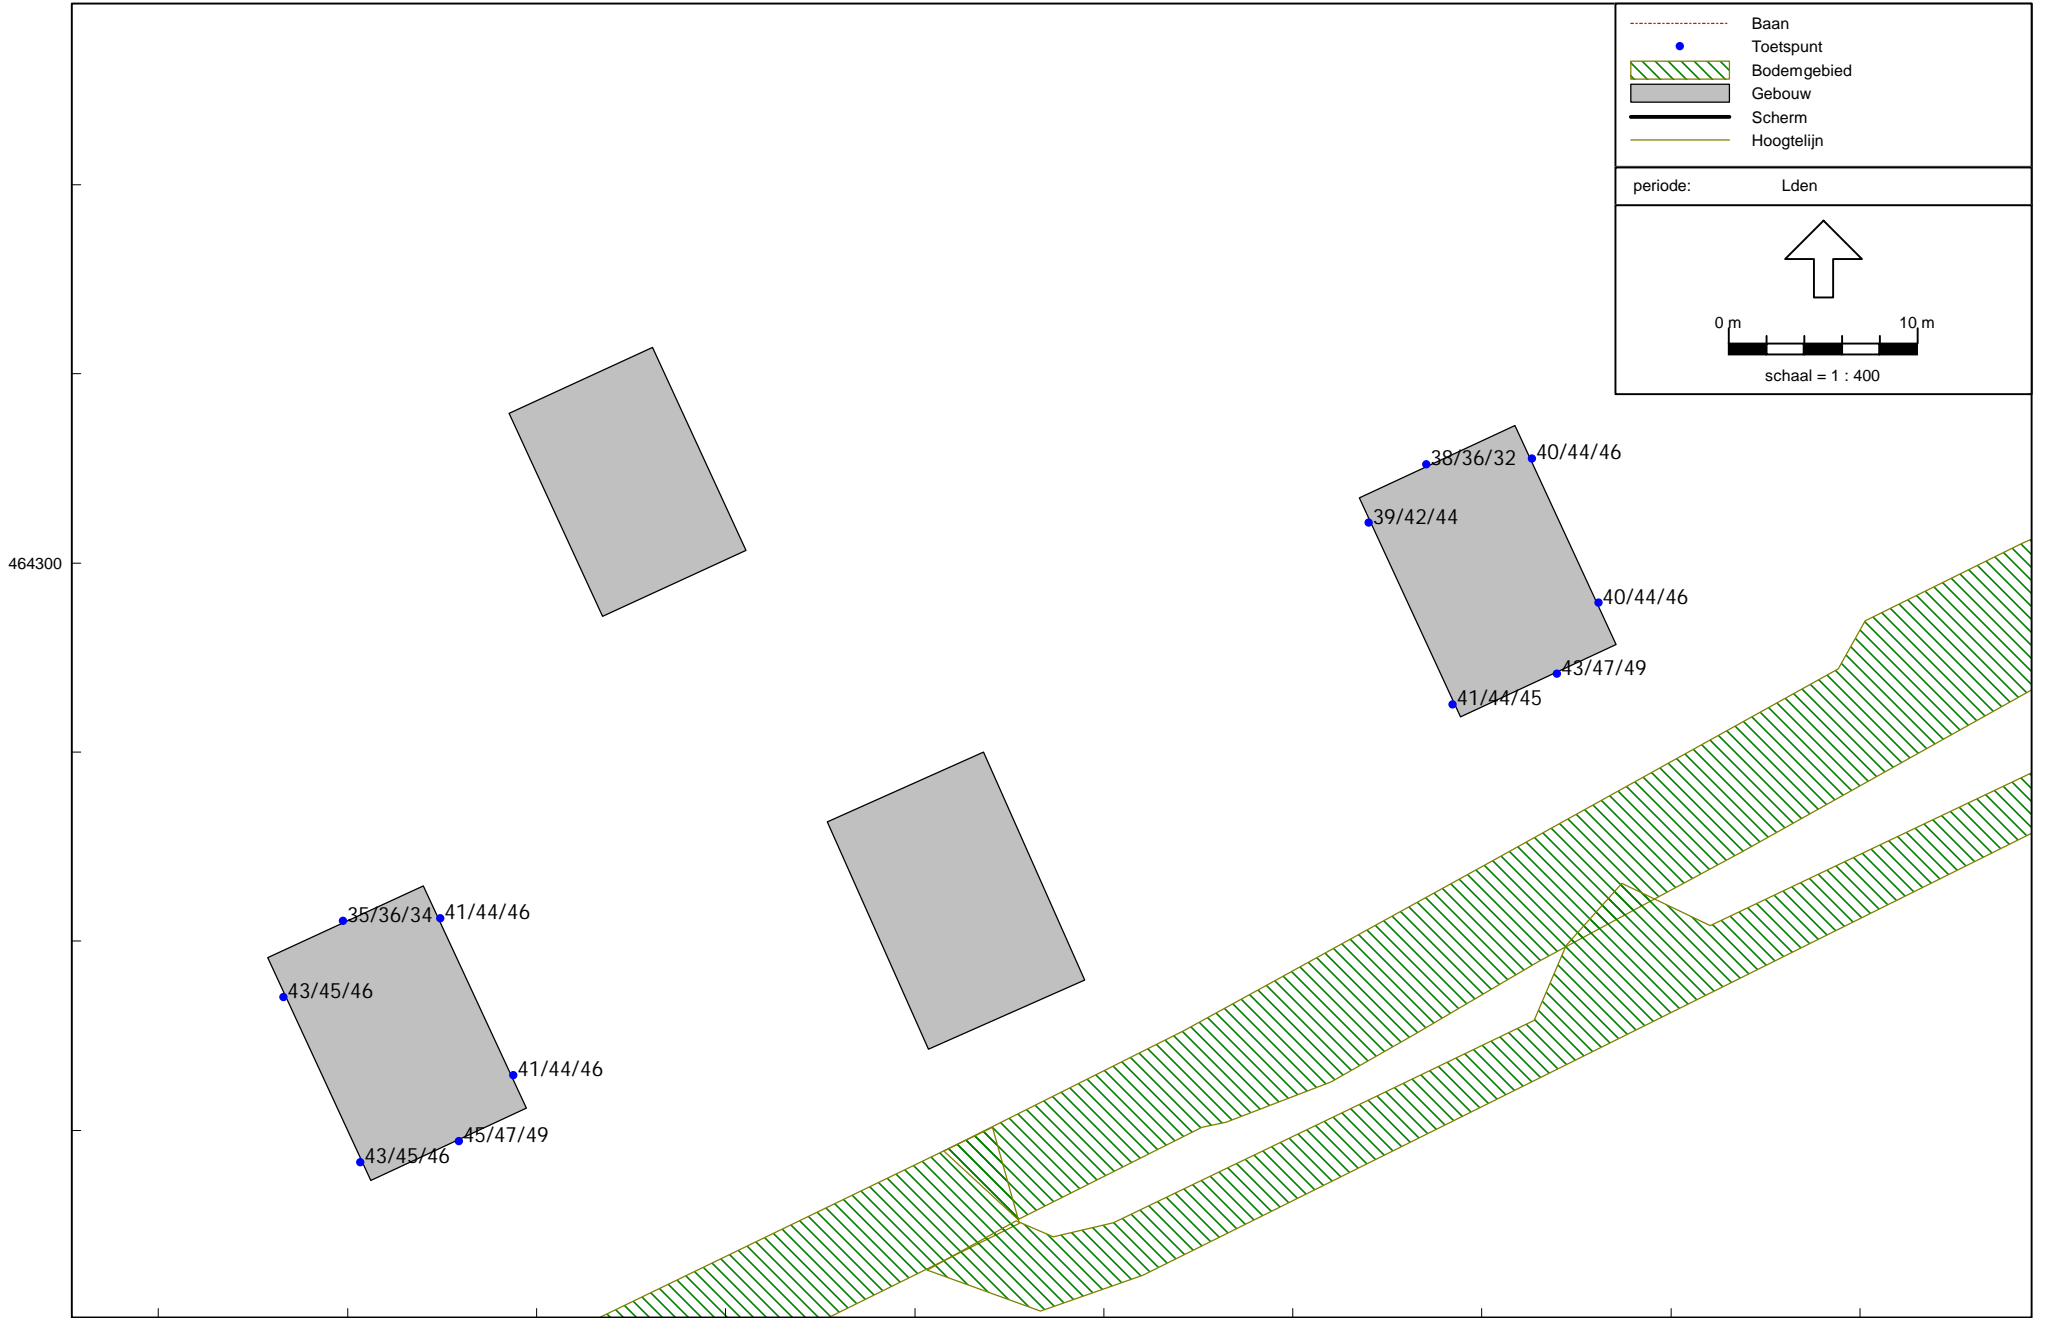 Baan
Toetspunt
Bodemgebied
Gebouw
Scherm
Hoogtelijn
periode: Lden
0 m 10 m
schaal = 1 : 400
38/36/32
40/44/46
39/42/44
464300
40/44/46
43/47/49
41/44/45
35/36/34
41/44/46
43/45/46
41/44/46
45/47/49
43/45/46